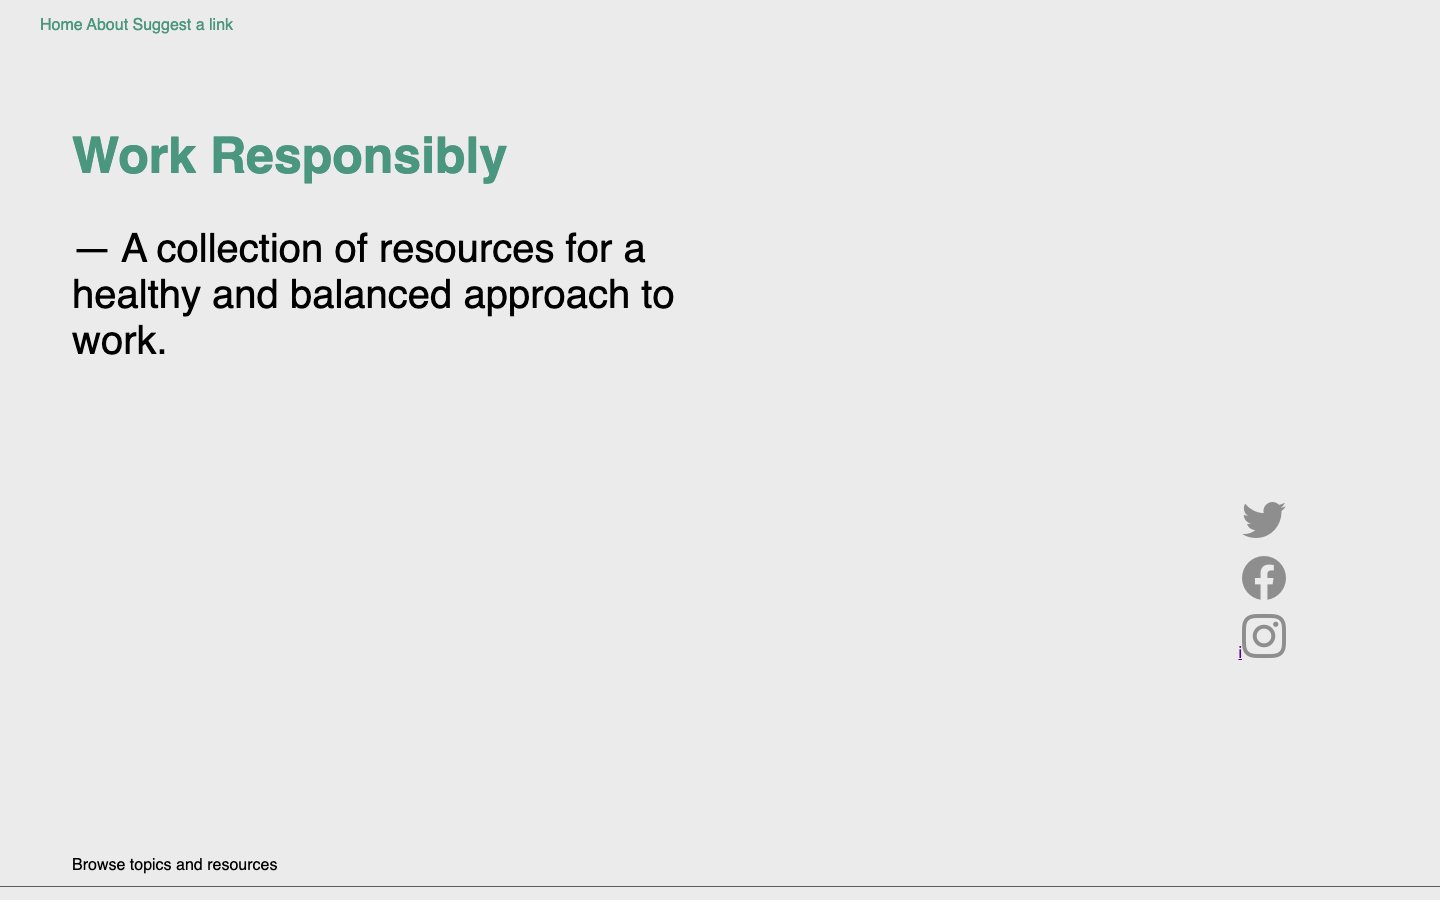 Home About Suggest a link
Work Responsibly
— A collection of resources for a
healthy and balanced approach to
work.
i
Browse topics and resources